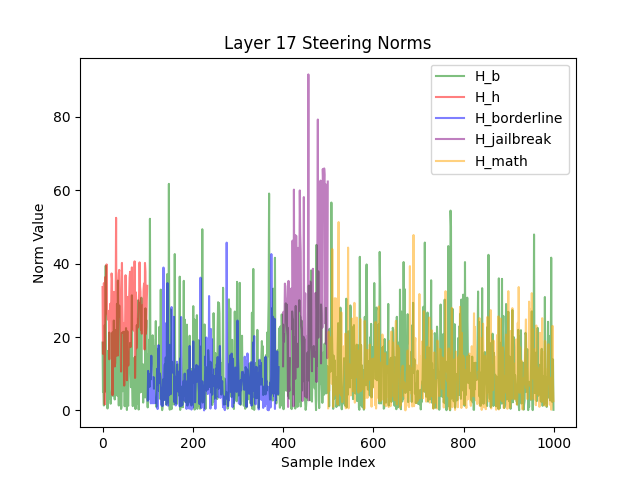 Layer 17 Steering Norms
H_b
H_h
H_borderline
H_jailbreak
H_math
Norm Value
80
60
40
20
0
0
200
400
600
800
1000
Sample Index